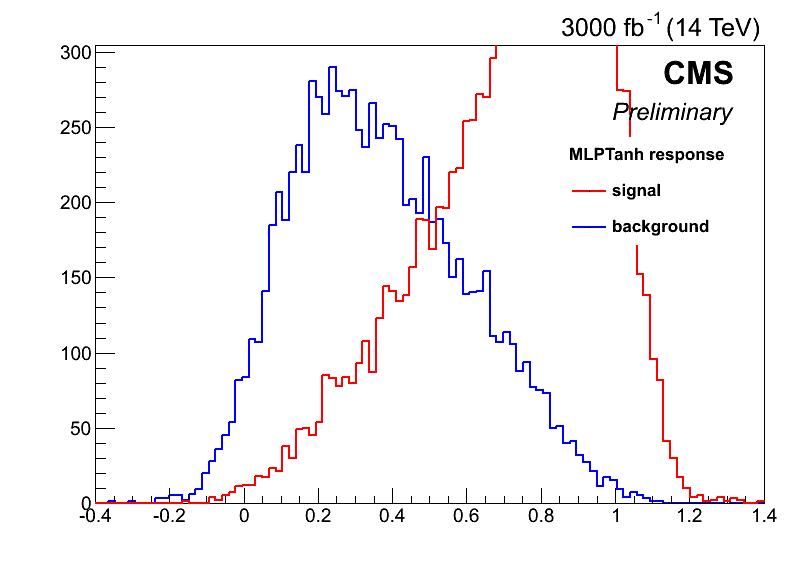 3000 fb⁻¹ (14 TeV)
CMS
Preliminary
MLPTanh response
signal
background
300
250
200
150
100
50
0
-0.4 -0.2 0 0.2 0.4 0.6 0.8 1 1.2 1.4